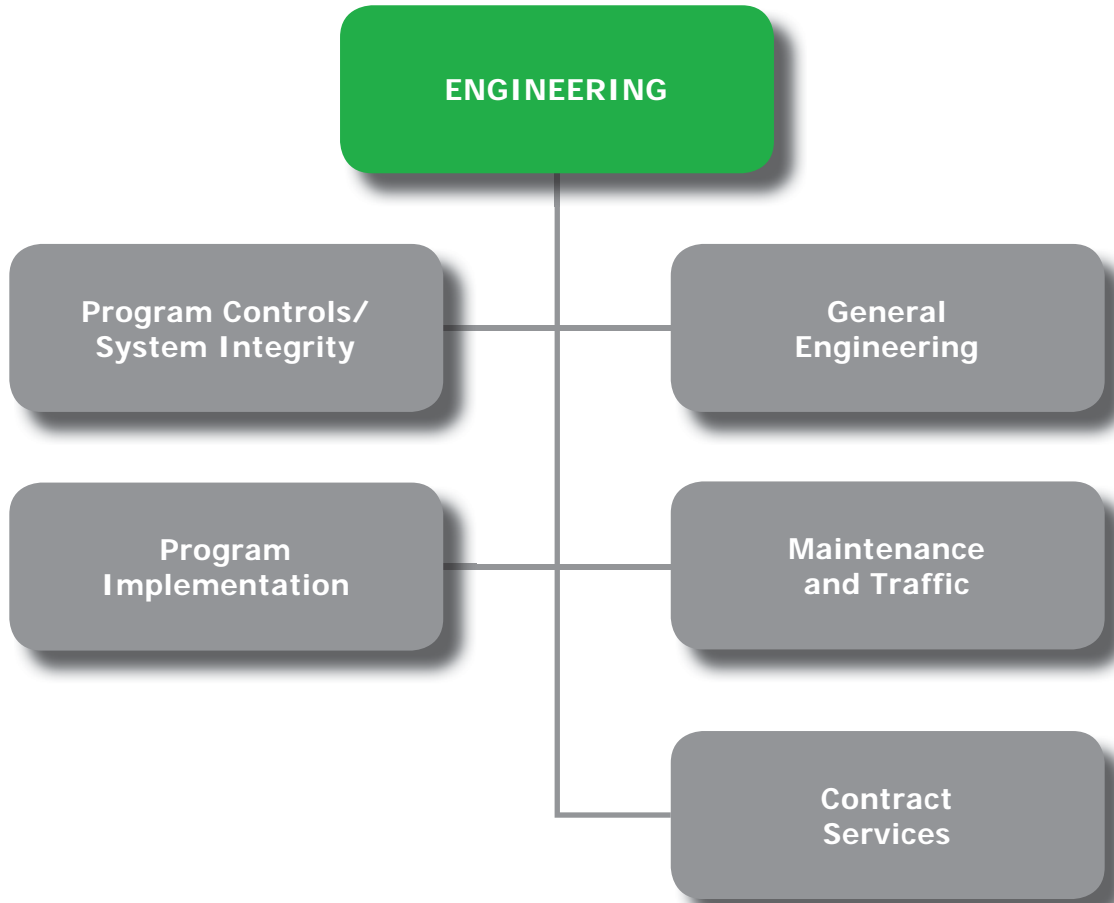 ENGINEERING
Program Controls/
System Integrity
General
Engineering
Program
Implementation
Maintenance
and Traffic
Contract
Services